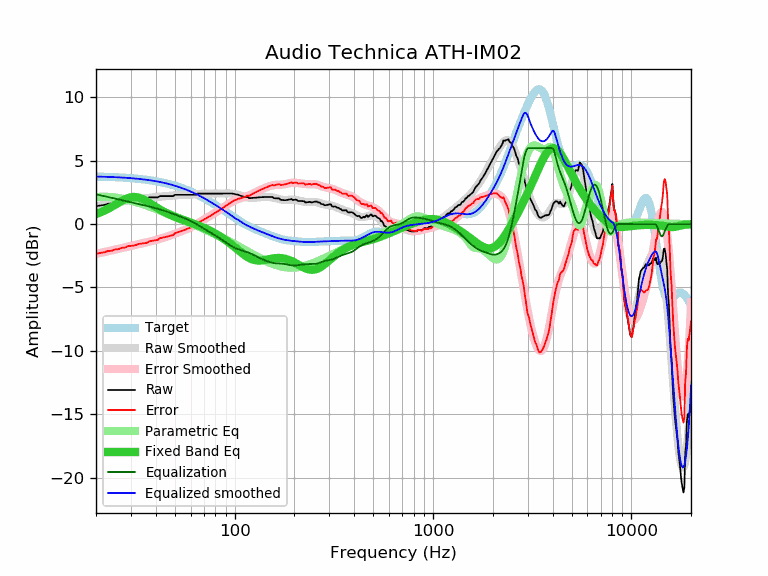 Audio Technica ATH-IM02
10
5
0
−5
−10
−15
−20
Amplitude (dBr)
Target
Raw Smoothed
Error Smoothed
Raw
Error
Parametric Eq
Fixed Band Eq
Equalization
Equalized smoothed
100
1000
10000
Frequency (Hz)